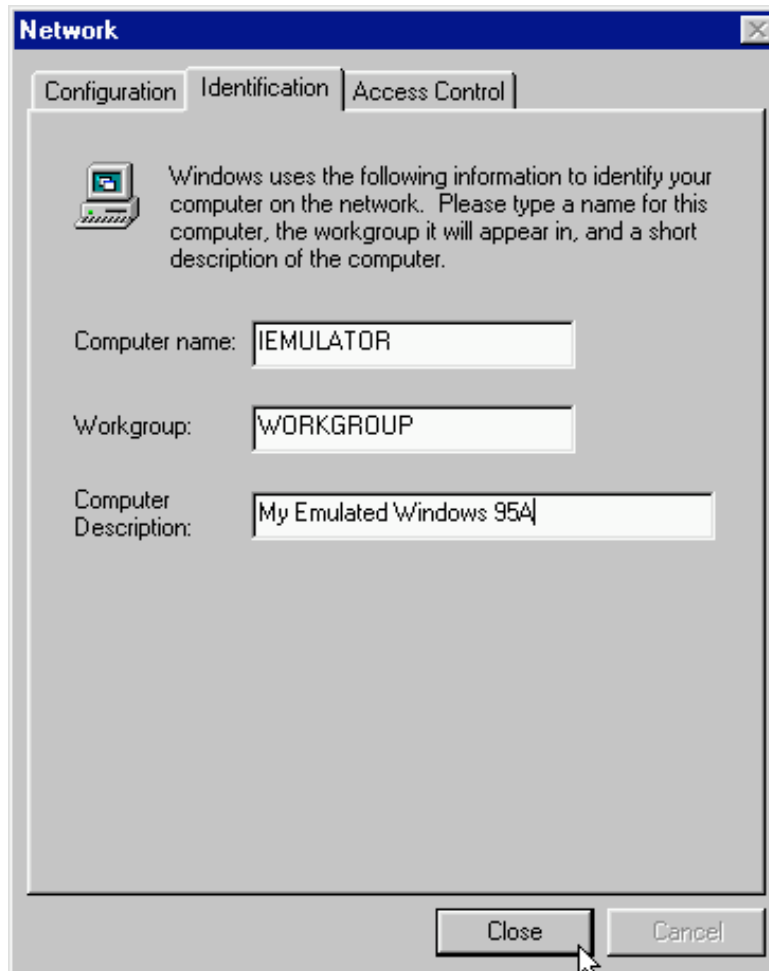 Network
Configuration Identification Access Control
Windows uses the following information to identify your
computer on the network.  Please type a name for this
computer, the workgroup it will appear in, and a short
description of the computer.
Computer name: IEMULATOR
Workgroup: WORKGROUP
Computer
Description: My Emulated Windows 95A
Close Cancel